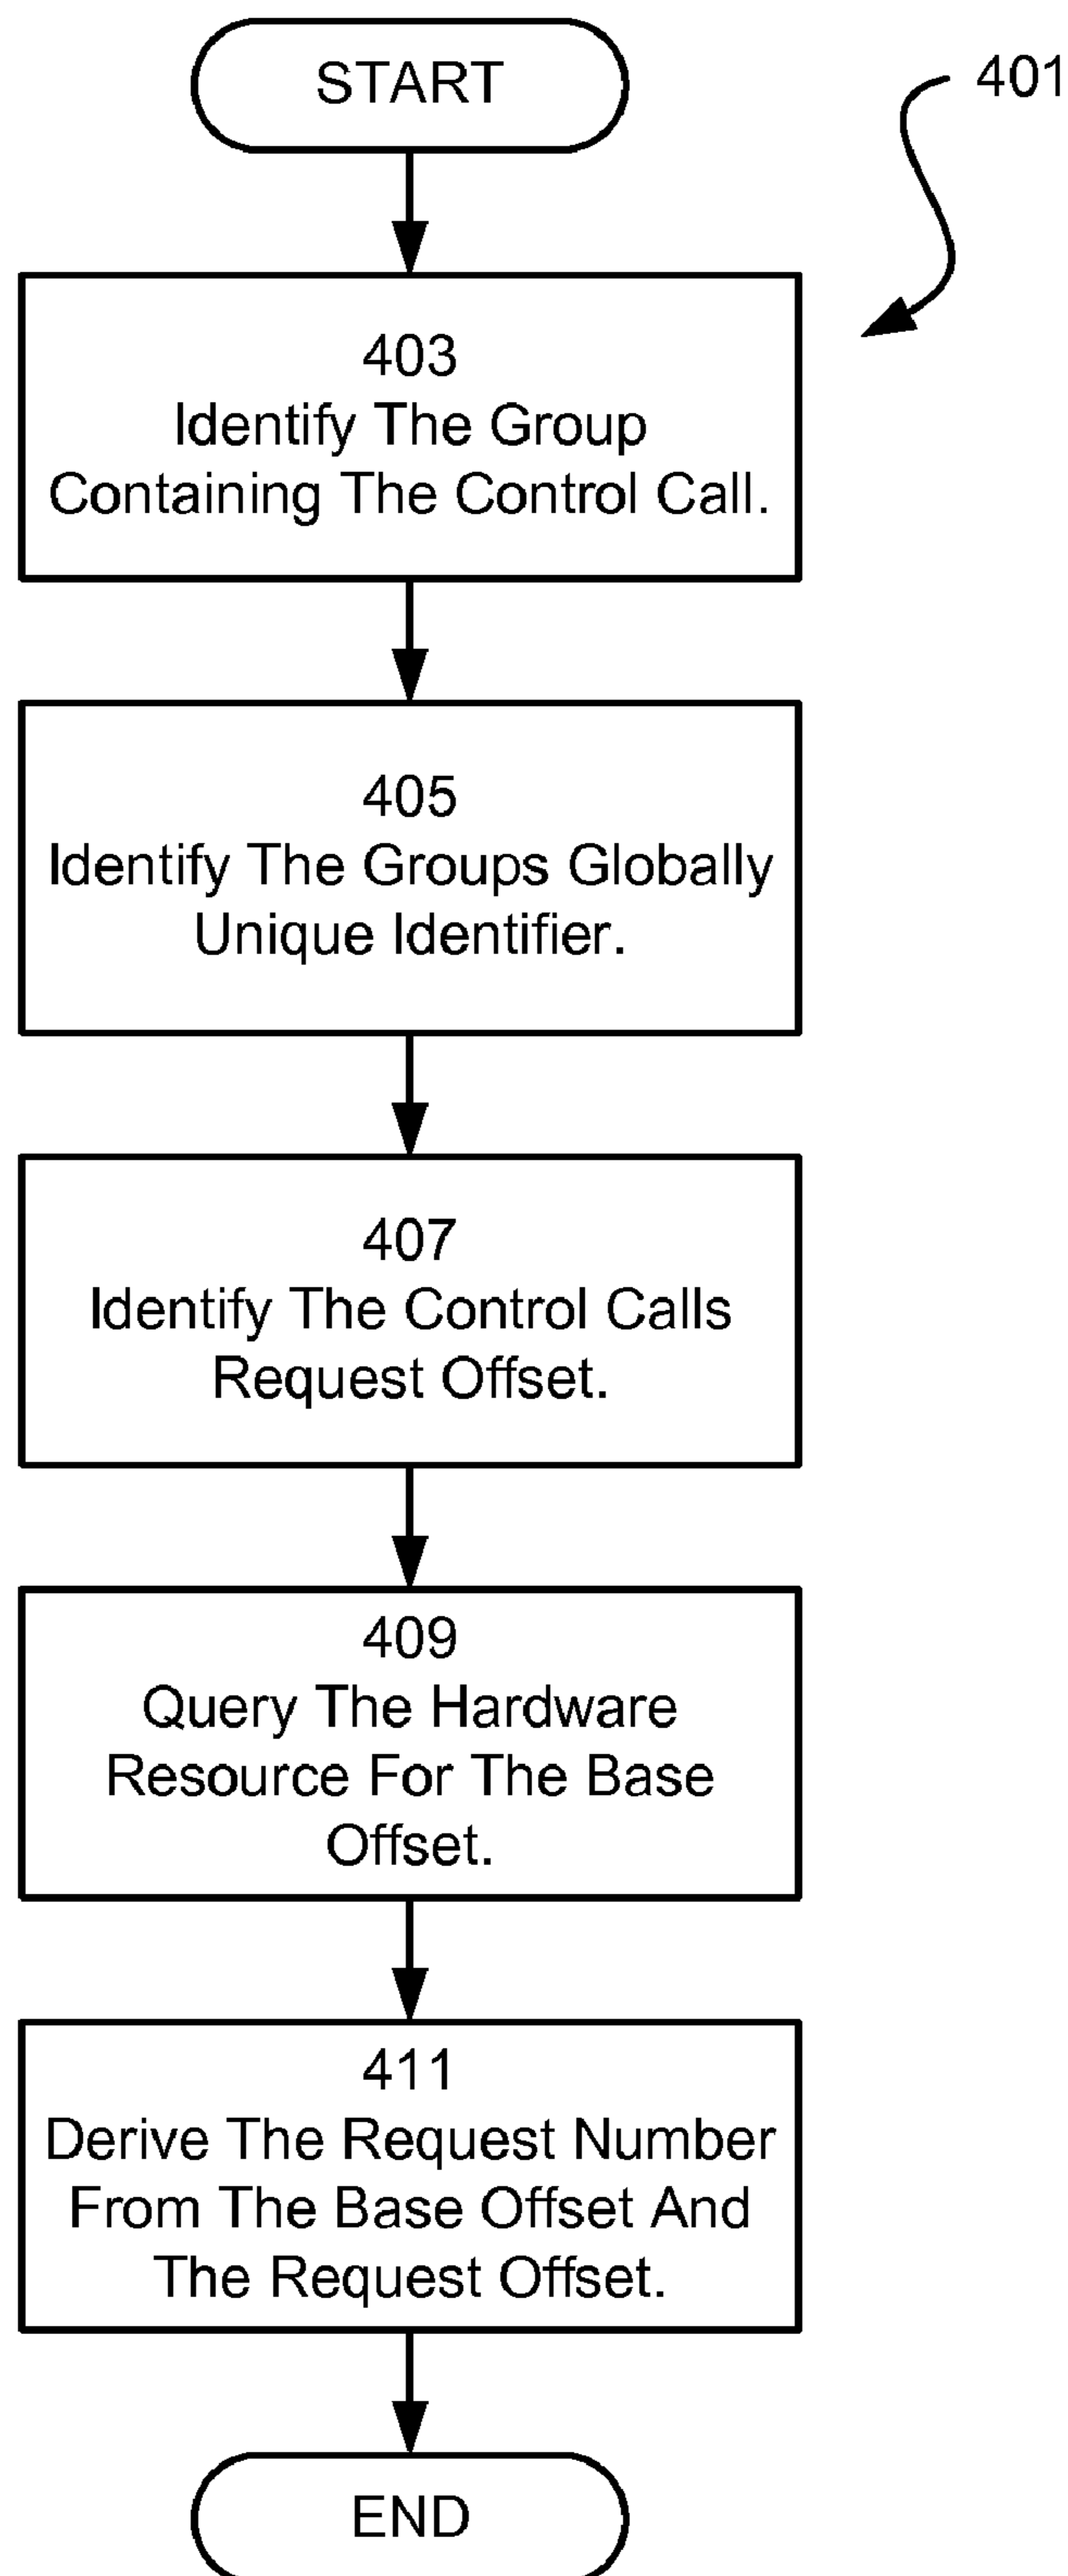 START
401
403
Identify The Group
Containing The Control Call.
405
Identify The Groups Globally
Unique Identifier.
407
Identify The Control Calls
Request Offset.
409
Query The Hardware
Resource For The Base
Offset.
411
Derive The Request Number
From The Base Offset And
The Request Offset.
END